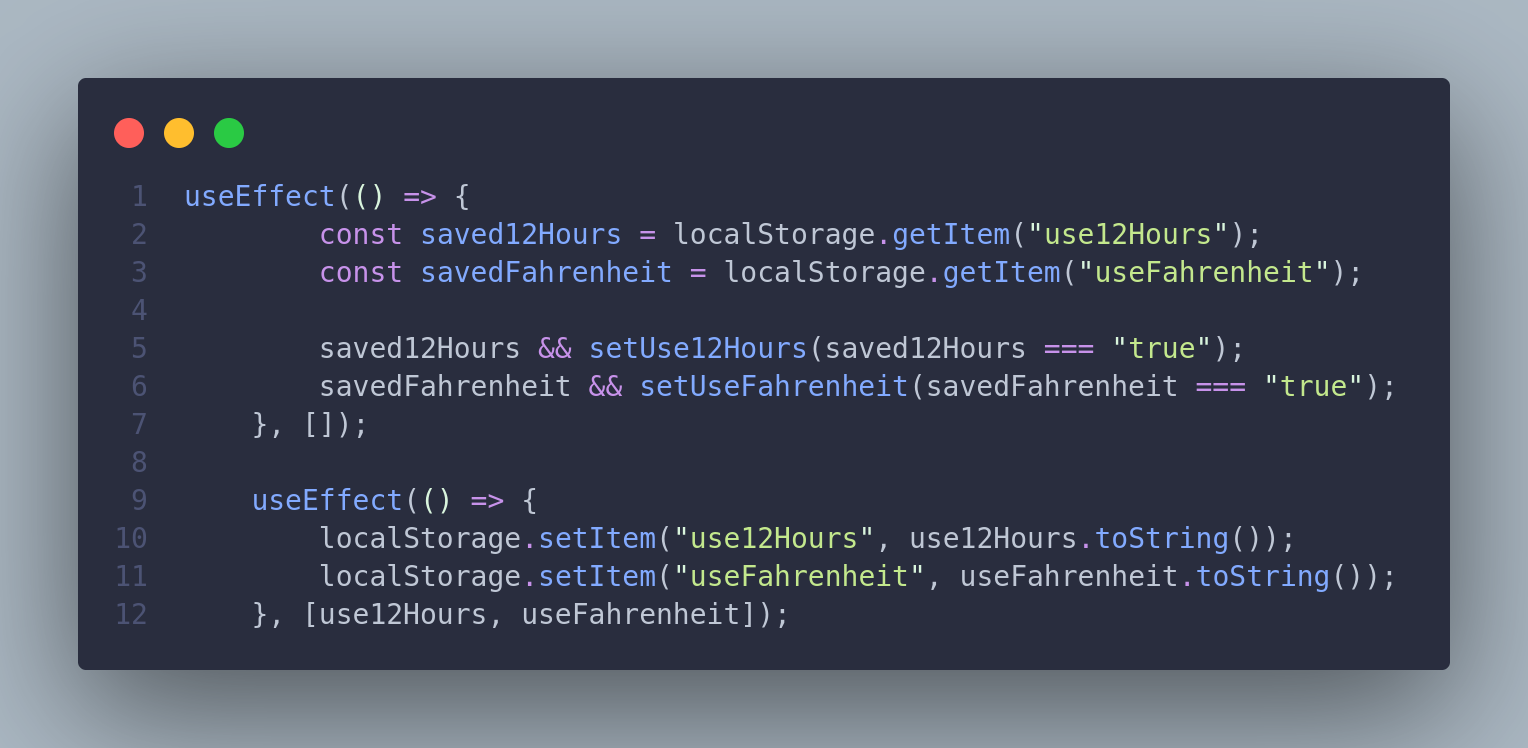 1 useEffect(() => {
2         const saved12Hours = localStorage.getItem("use12Hours");
3         const savedFahrenheit = localStorage.getItem("useFahrenheit");
4
5         saved12Hours && setUse12Hours(saved12Hours === "true");
6         savedFahrenheit && setUseFahrenheit(savedFahrenheit === "true");
7     }, []);
8
9     useEffect(() => {
10         localStorage.setItem("use12Hours", use12Hours.toString());
11         localStorage.setItem("useFahrenheit", useFahrenheit.toString());
12     }, [use12Hours, useFahrenheit]);